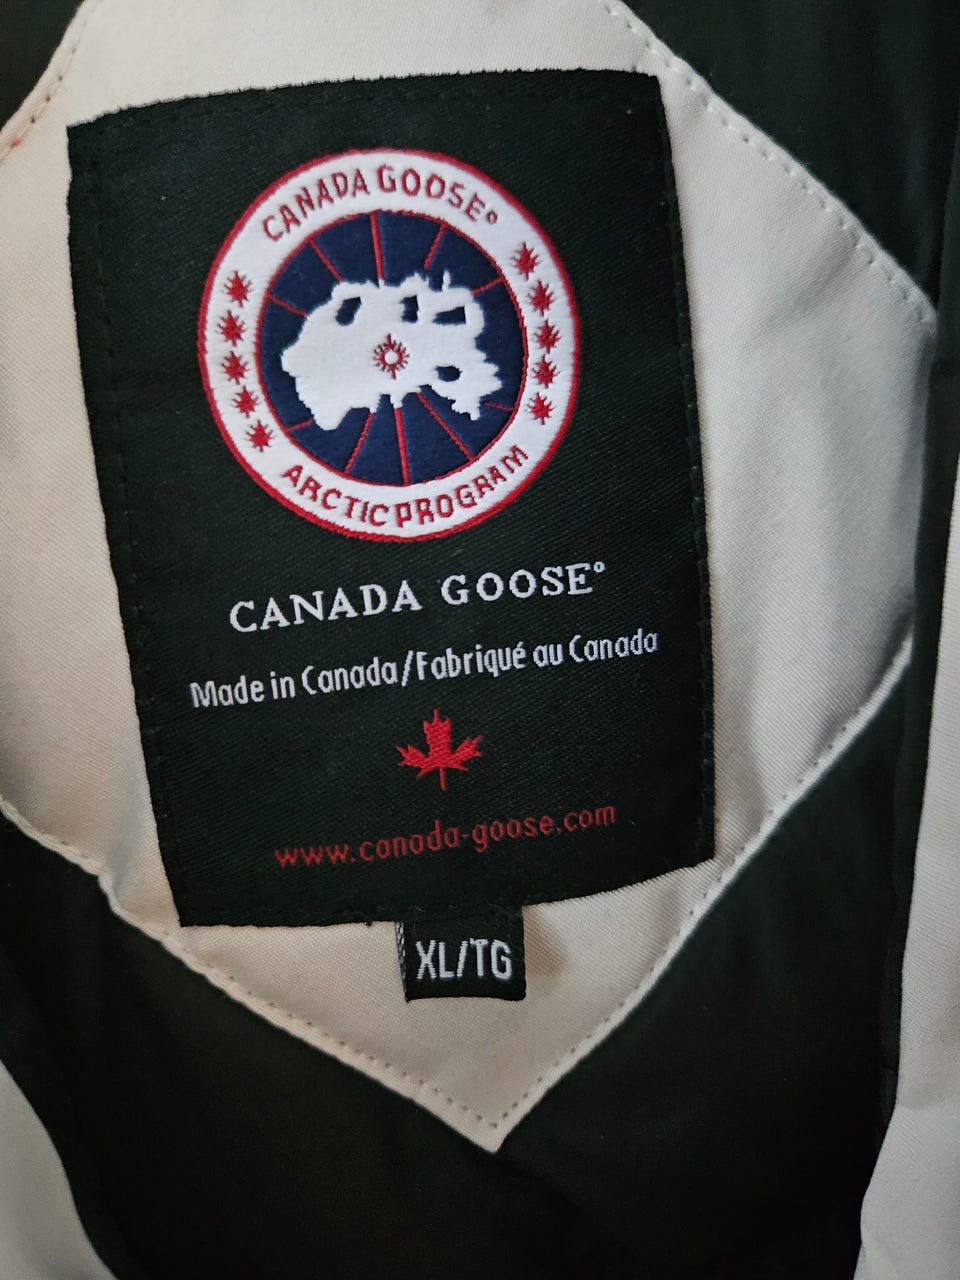 CANADA GOOSE®
ARCTIC PROGRAM
CANADA GOOSE®
Made in Canada/Fabriqué au Canada
www.canada-goose.com
XL/TG